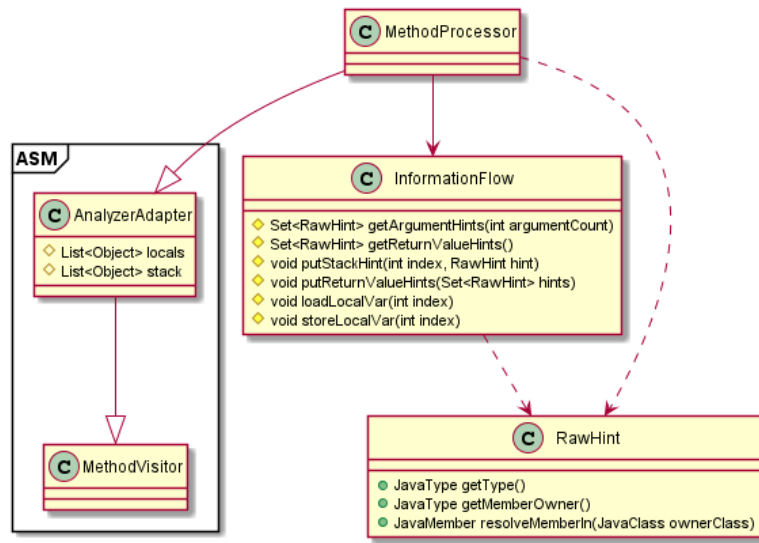 C MethodProcessor
ASM
C AnalyzerAdapter
List<Object> locals
List<Object> stack
C InformationFlow
Set<RawHint> getArgumentHints(int argumentCount)
Set<RawHint> getReturnValueHints()
void putStackHint(int index, RawHint hint)
void putReturnValueHints(Set<RawHint> hints)
void loadLocalVar(int index)
void storeLocalVar(int index)
C MethodVisitor
C RawHint
JavaType getType()
JavaType getMemberOwner()
JavaMember resolveMemberIn(JavaClass ownerClass)